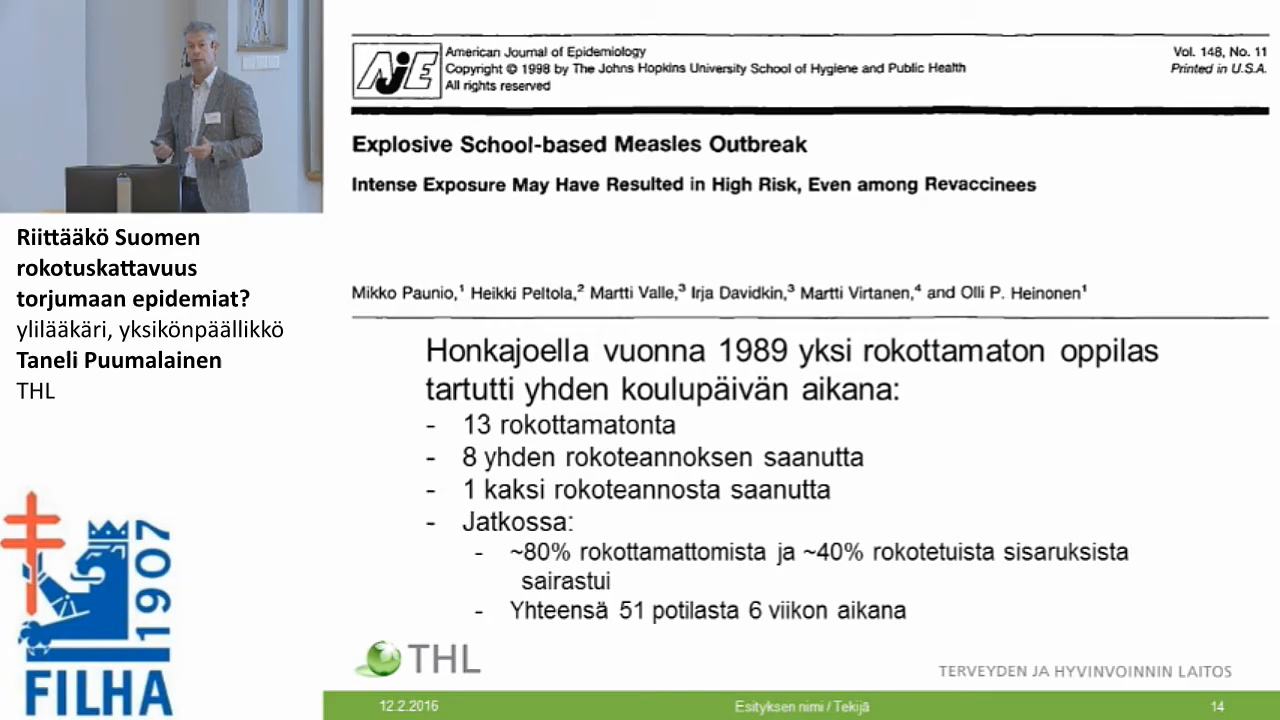 AJE
American Journal of Epidemiology
Copyright © 1998 by The Johns Hopkins University School of Hygiene and Public Health
All rights reserved
Vol. 148, No. 11
Printed in U.S.A.
Explosive School-based Measles Outbreak
Intense Exposure May Have Resulted in High Risk, Even among Revaccinees
Mikko Paunio,¹ Heikki Peltola,² Martti Valle,³ Irja Davidkin,³ Martti Virtanen,⁴ and Olli P. Heinonen¹
Riittääkö Suomen
rokotuskattavuus
torjumaan epidemiat?
ylilääkäri, yksikönpäällikkö
Taneli Puumalainen
THL
Honkajoella vuonna 1989 yksi rokottamaton oppilas
tartutti yhden koulupäivän aikana:
- 13 rokottamatonta
- 8 yhden rokoteannoksen saanutta
- 1 kaksi rokoteannosta saanutta
- Jatkossa:
- ~80% rokottamattomista ja ~40% rokotetuista sisaruksista
sairastui
- Yhteensä 51 potilasta 6 viikon aikana
1907
FILHA
THL
TERVEYDEN JA HYVINVOINNIN LAITOS
12.2.2016
Esityksen nimi / Tekijä
14